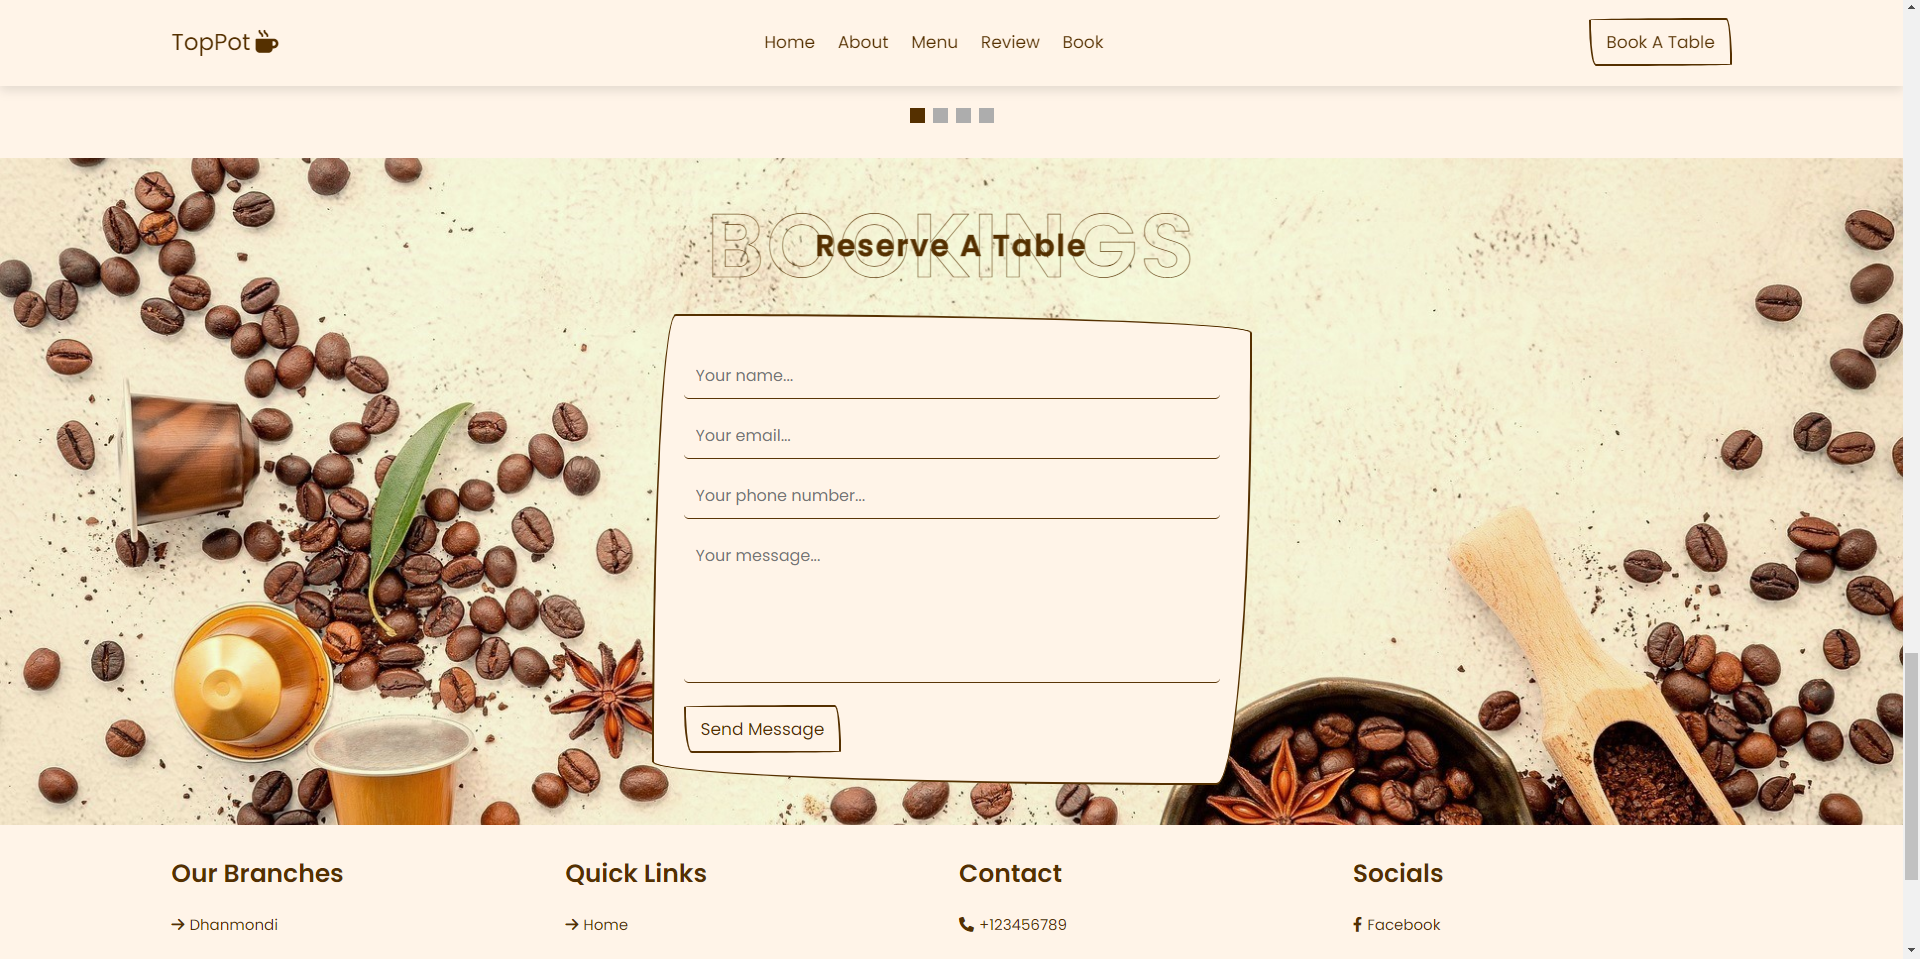 TopPot
Home About Menu Review Book
Book A Table
BOOKINGS
Reserve A Table
Your name...
Your email...
Your phone number...
Your message...
Send Message
Our Branches
Dhanmondi
Quick Links
Home
Contact
+123456789
Socials
Facebook